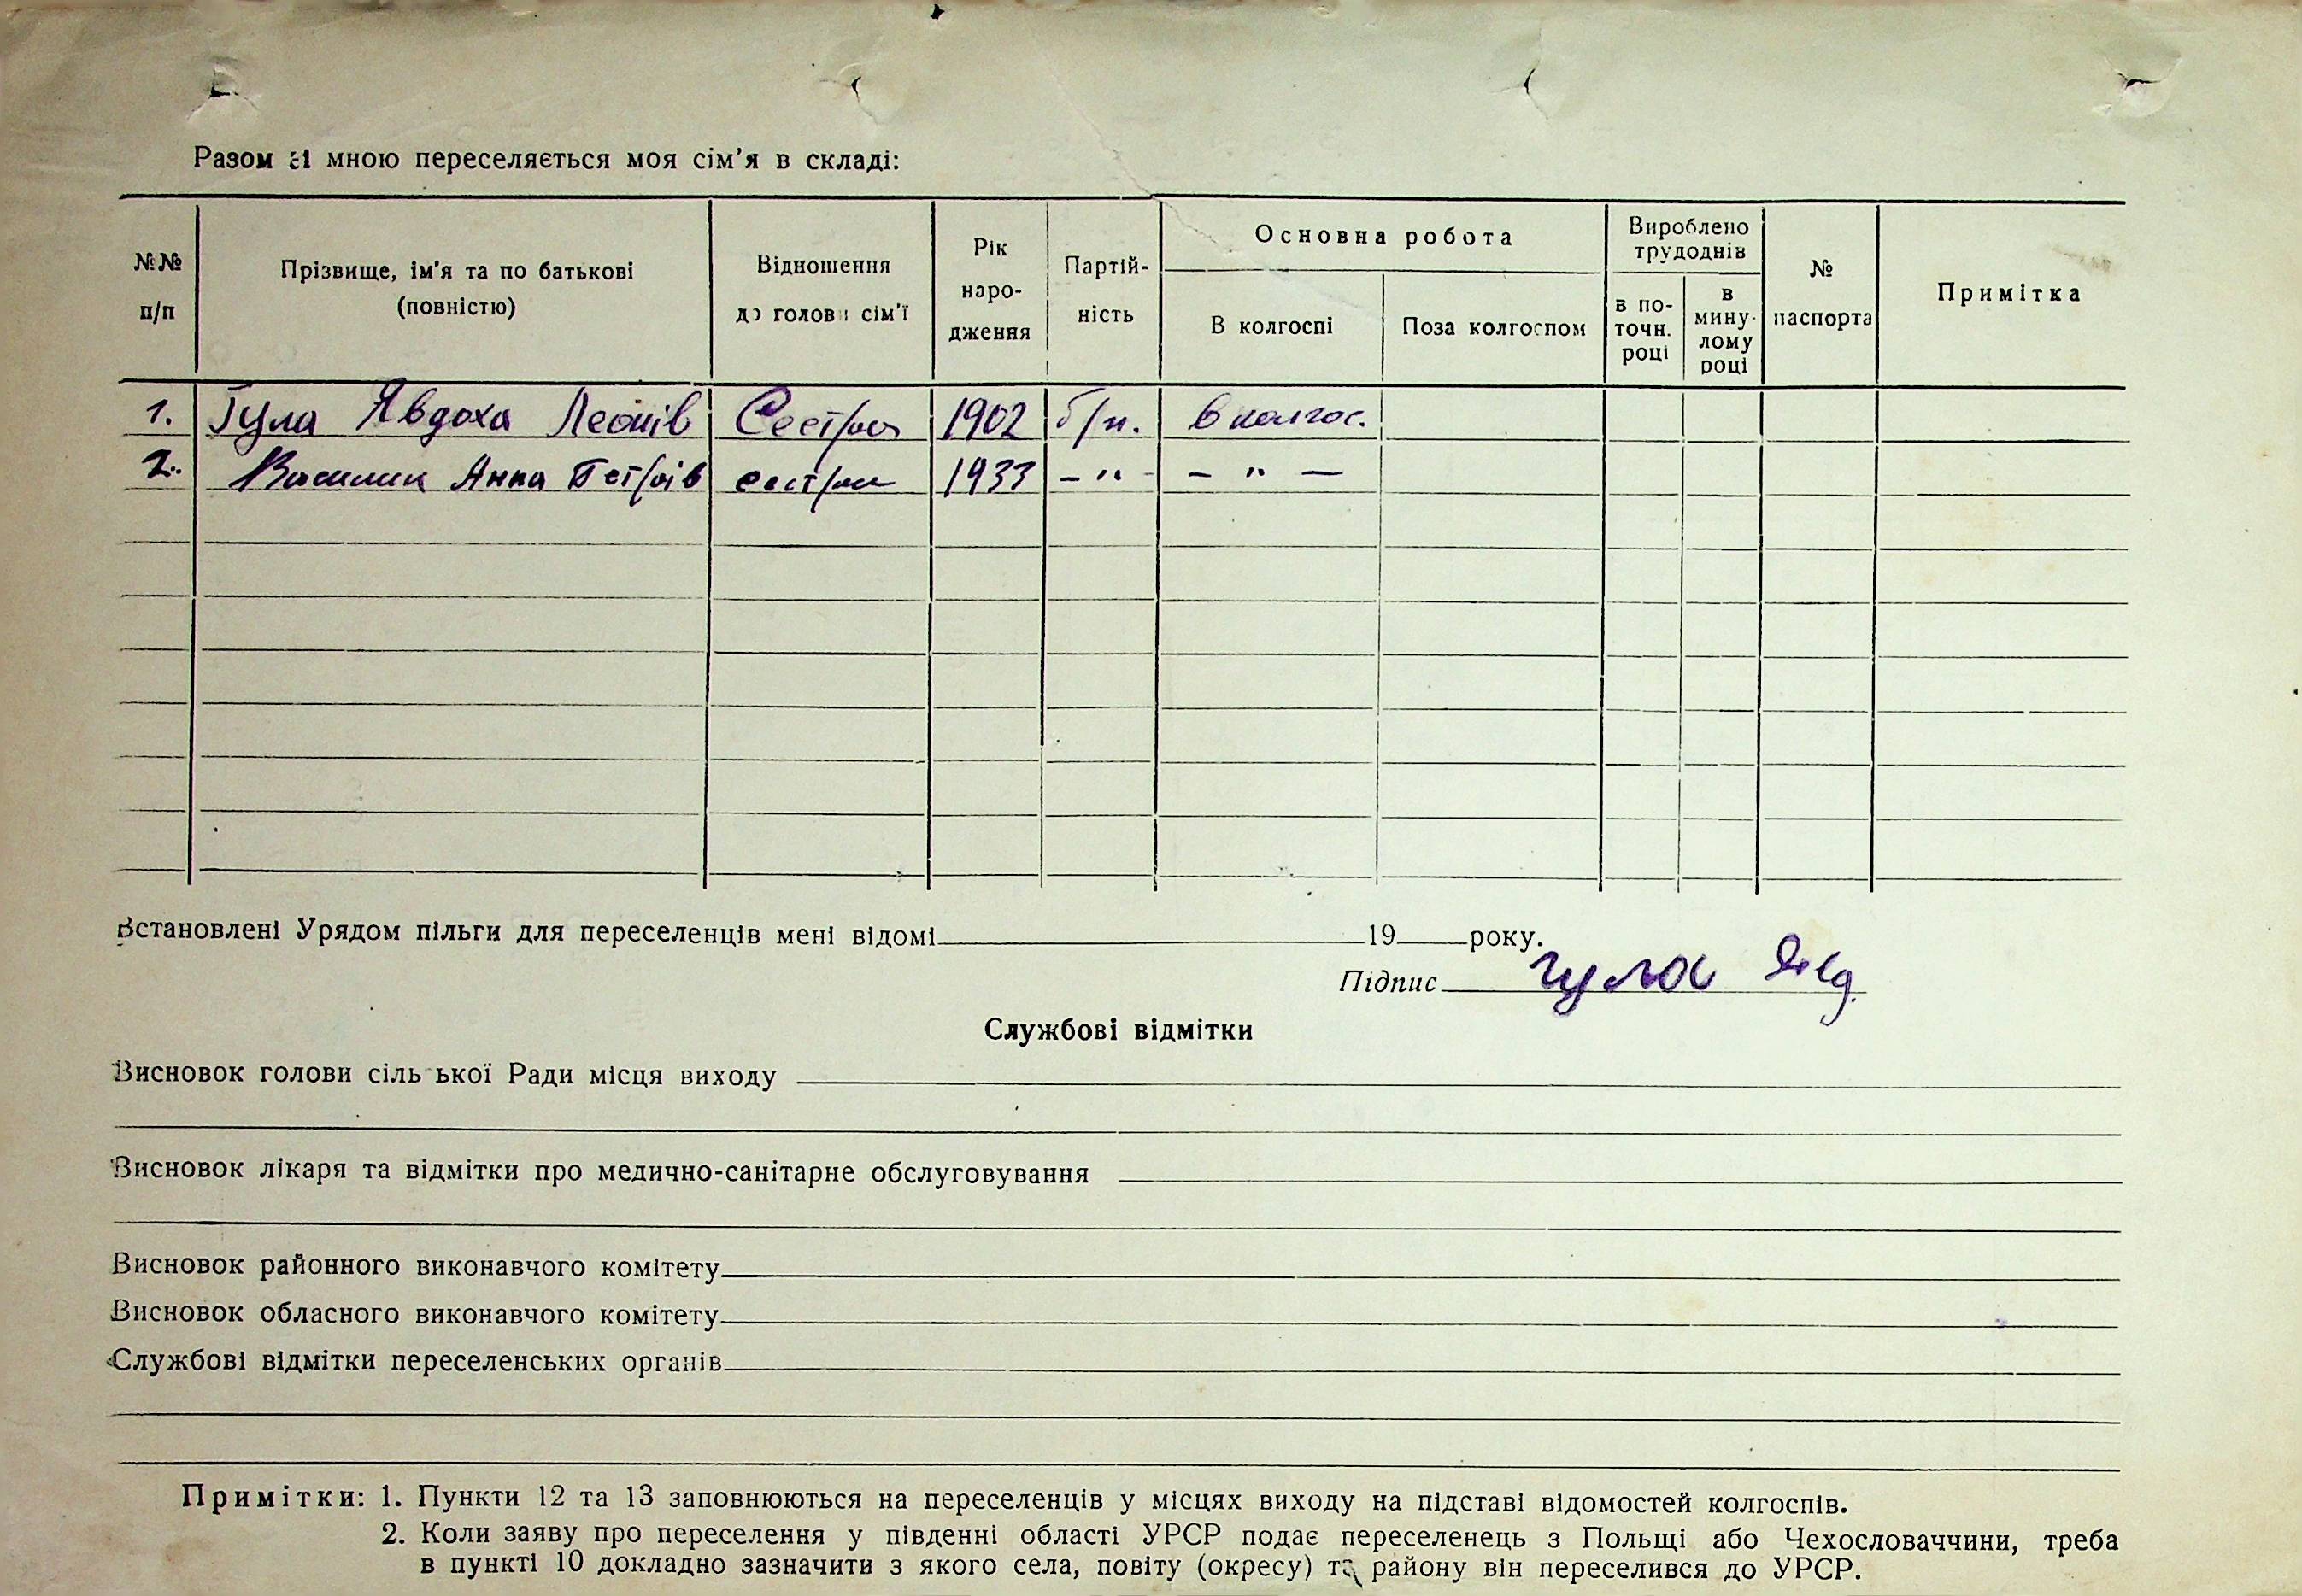 Разом зі мною переселяється моя сім'я в складі:
№№ п/п
Прізвище, ім'я та по батькові (повністю)
Відношення до голови сім'ї
Рік народження
Партійність
Основна робота
В колгоспі
Поза колгоспом
Вироблено трудоднів
в поточн. році
в минулому році
№ паспорта
Примітка
1. Гула Явдоха Леонів Сестра 1902 б/п. в колгос.
2. Василик Анна Петрів сестра 1933 – " – – " –
Встановлені Урядом пільги для переселенців мені відомі 19 року.
Підпис Гула Явд.
Службові відмітки
Висновок голови сільської Ради місця виходу
Висновок лікаря та відмітки про медично-санітарне обслуговування
Висновок районного виконавчого комітету
Висновок обласного виконавчого комітету
Службові відмітки переселенських органів
Примітки: 1. Пункти 12 та 13 заповнюються на переселенців у місцях виходу на підставі відомостей колгоспів.
2. Коли заяву про переселення у південні області УРСР подає переселенець з Польщі або Чехословаччини, треба
в пункті 10 докладно зазначити з якого села, повіту (окресу) та району він переселився до УРСР.